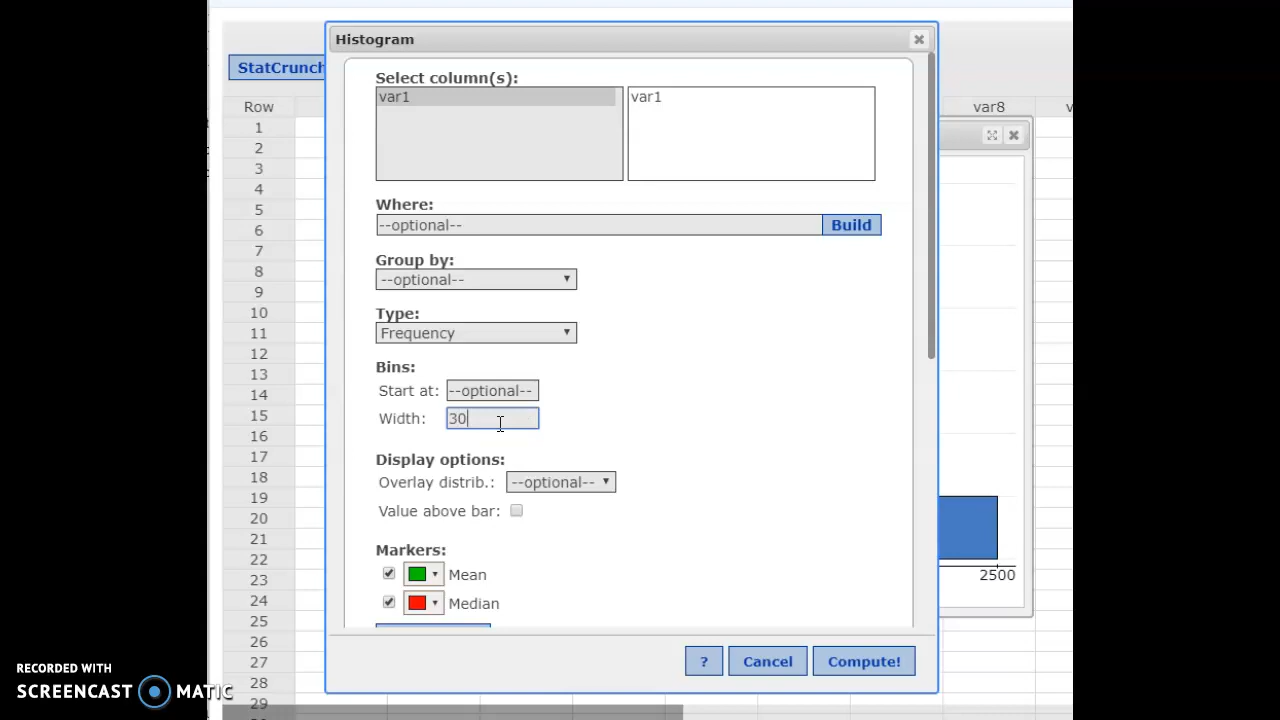 Histogram
StatCrunch
Select column(s):
var1
var1
Row
var8
1
2
3
4
5
6
7
8
9
10
11
12
13
14
15
16
17
18
19
20
21
22
23
24
25
26
27
28
29
Where:
--optional--
Build
Group by:
--optional--
Type:
Frequency
Bins:
Start at: --optional--
Width: 30
Display options:
Overlay distrib.: --optional--
Value above bar:
Markers:
Mean
Median
2500
? Cancel Compute!
RECORDED WITH
SCREENCAST MATIC